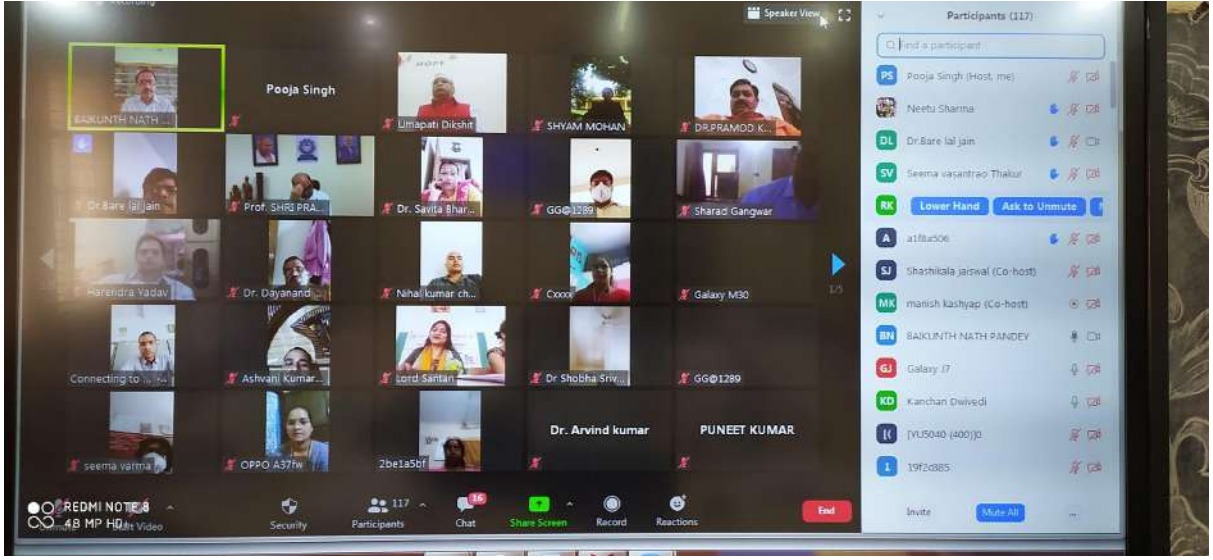 Recording
Speaker View
BAIKUNTH NATH ...
Pooja Singh
Umapati Dikshit
SHYAM MOHAN
DR.PRAMOD K...
Dr.Bare lal jain
Prof. SHRI PRA...
Dr. Savita Bhar...
GG@1289
Sharad Gangwar
Harendra Yadav
Dr. Dayanand ...
Nihal kumar ch...
Cxxxx
Galaxy M30
1/5
Connecting to ...
Ashvani Kumar...
Lord Santan
Dr Shobha Sriv...
GG@1289
seema varma
OPPO A37fw
2be1a5bf
Dr. Arvind kumar
PUNEET KUMAR
Video
Security
117
Participants
16
Chat
Share Screen
Record
Reactions
End
REDMI NOTE 8
48 MP
Participants (117)
Find a participant
PS Pooja Singh (Host, me)
Neetu Sharma
DL Dr.Bare lal jain
SV Seema vasantrao Thakur
RK Lower Hand Ask to Unmute
A a1f8a506
SJ Shashikala jaiswal (Co-host)
MK manish kashyap (Co-host)
BN BAIKUNTH NATH PANDEY
GJ Galaxy J7
KD Kanchan Dwivedi
[( [VU5040 (400)]0
1 19f2d885
Invite
Mute All
...